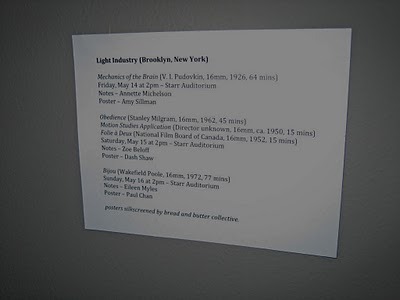 Light Industry (Brooklyn, New York)
Mechanics of the Brain (V. I. Pudovkin, 16mm, 1926, 64 mins)
Friday, May 14 at 2pm – Starr Auditorium
Notes – Annette Michelson
Poster – Amy Sillman
Obedience (Stanley Milgram, 16mm, 1962, 45 mins)
Motion Studies Application (Director unknown, 16mm, ca. 1950, 15 mins)
Folie à Deux (National Film Board of Canada, 16mm, 1952, 15 mins)
Saturday, May 15 at 2pm – Starr Auditorium
Notes – Zoe Beloff
Poster – Dash Shaw
Bijou (Wakefield Poole, 16mm, 1972, 77 mins)
Sunday, May 16 at 2pm – Starr Auditorium
Notes – Eileen Myles
Poster – Paul Chan
posters silkscreened by bread and butter collective.